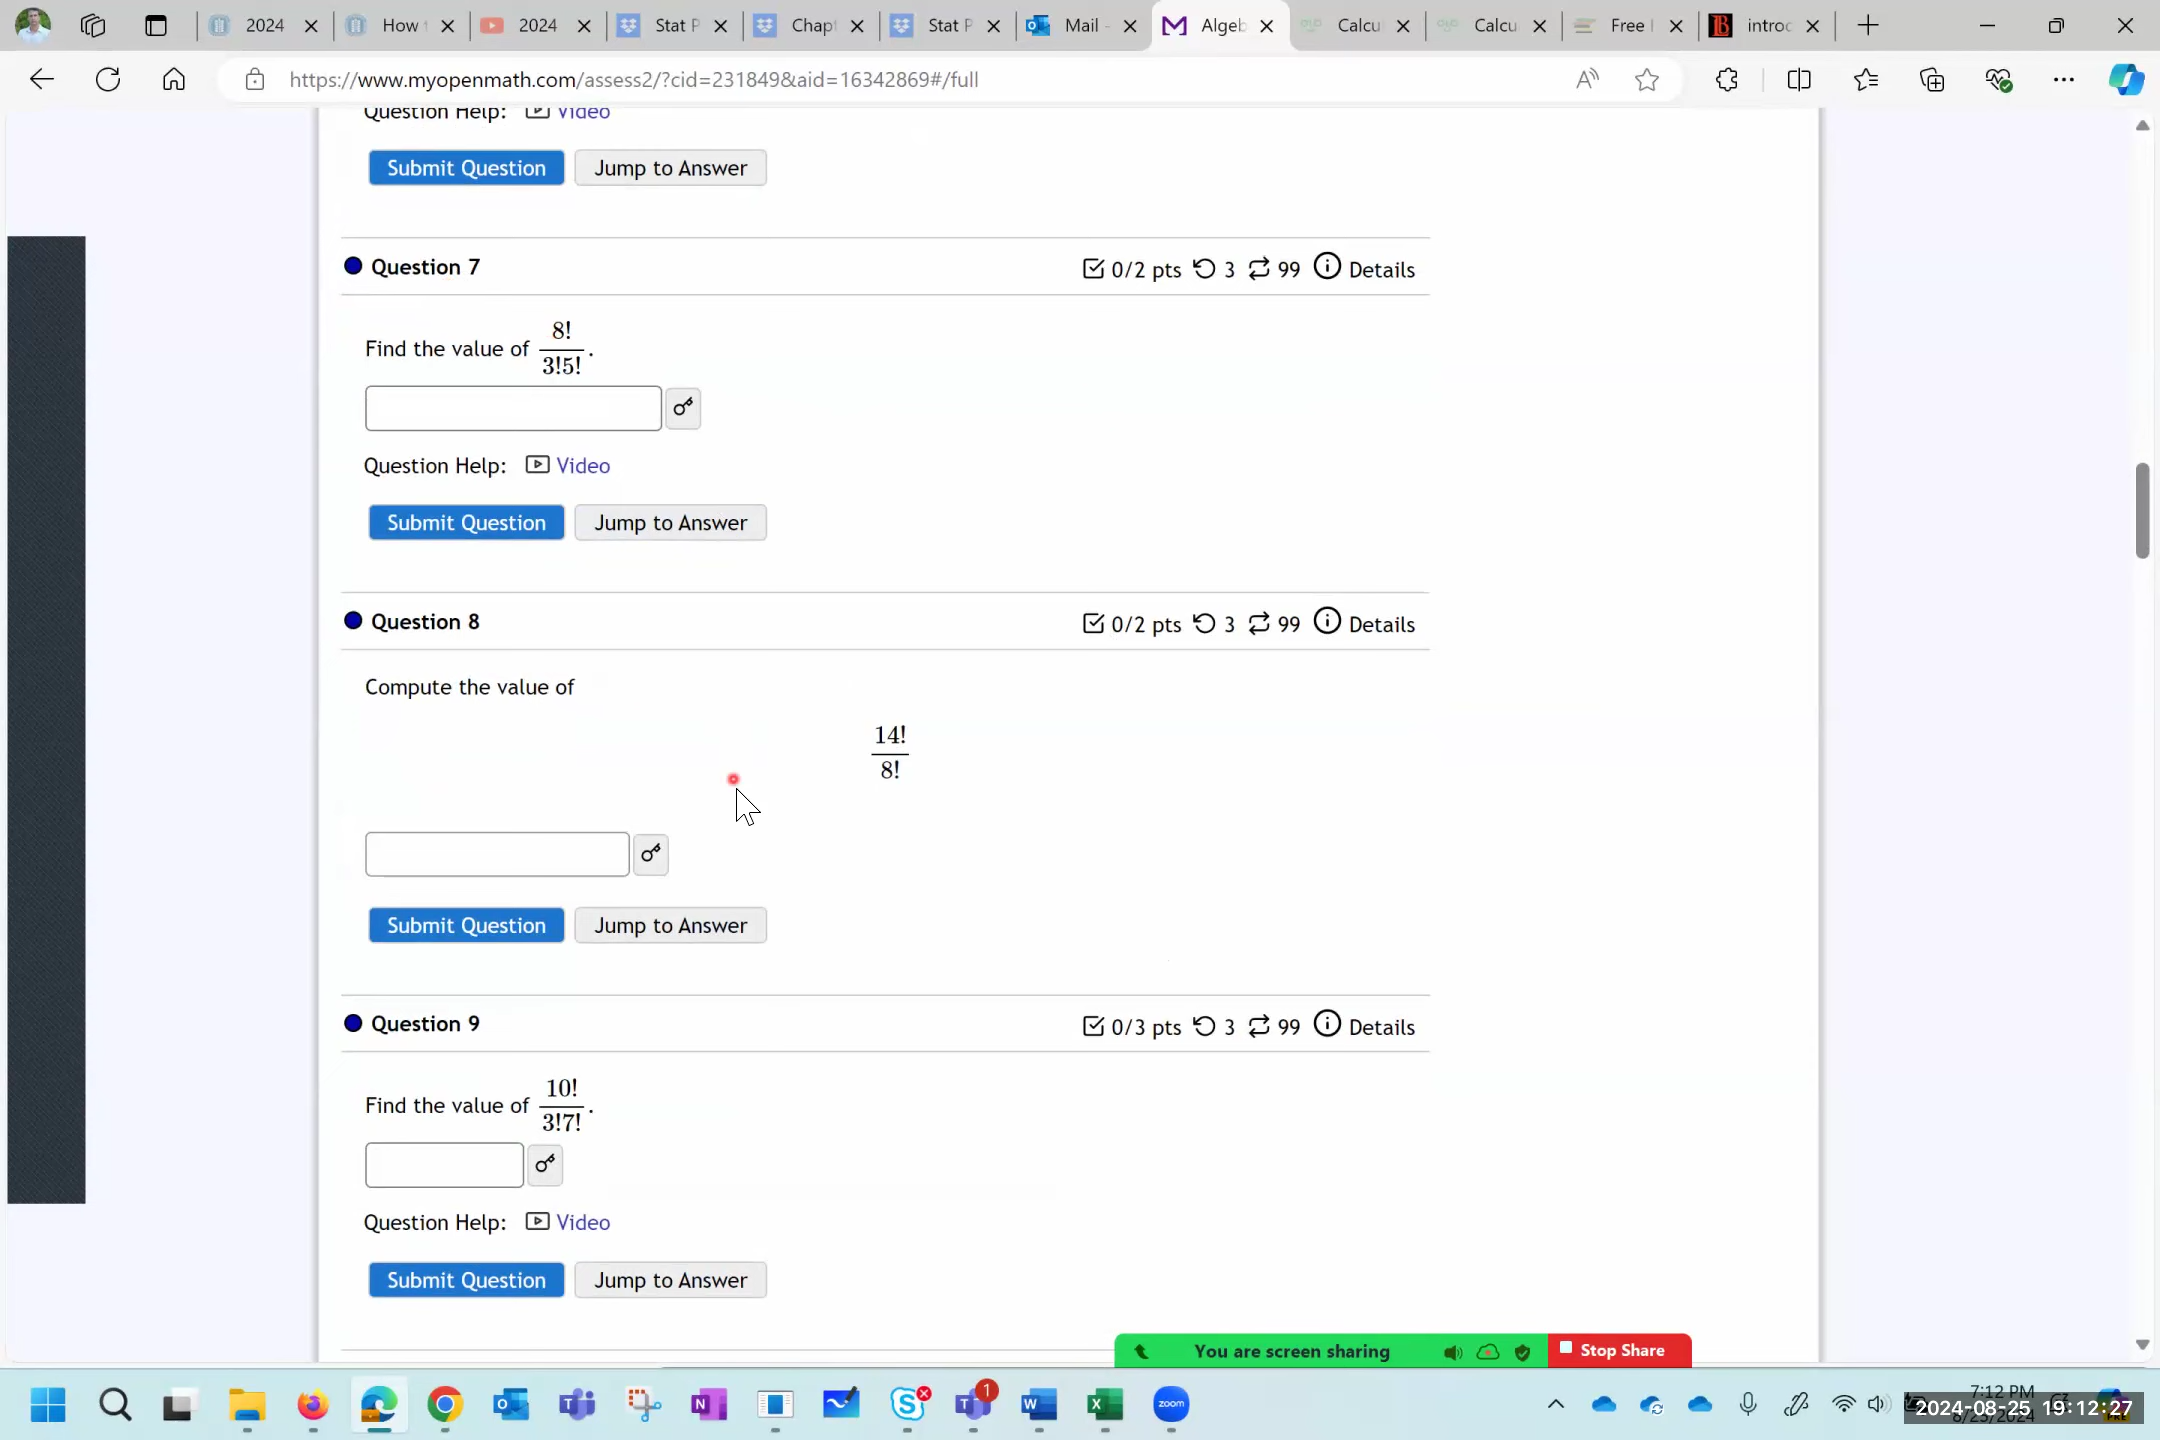 2024
How
2024
Stat P
Chap
Stat P
Mail -
Algeb
Calcu
Calcu
Free
introd
https://www.myopenmath.com/assess2/?cid=231849&aid=16342869#/full
Question Help: Video
Submit Question Jump to Answer
Question 7 0/2 pts 3 99 Details
Find the value of 8!/3!5!.
Question Help: Video
Submit Question Jump to Answer
Question 8 0/2 pts 3 99 Details
Compute the value of
14!
8!
Submit Question Jump to Answer
Question 9 0/3 pts 3 99 Details
Find the value of 10!/3!7!.
Question Help: Video
Submit Question Jump to Answer
You are screen sharing Stop Share
zoom
1
7:12 PM
2024-08-25 19:12:27